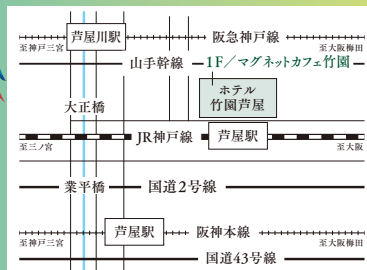 芦屋川駅
阪急神戸線
至神戸三宮
至大阪梅田
山手幹線
1F／マグネットカフェ竹園
ホテル
竹園芦屋
大正橋
JR神戸線
芦屋駅
至三ノ宮
至大阪
業平橋
国道2号線
芦屋駅
阪神本線
至神戸三宮
至大阪梅田
国道43号線